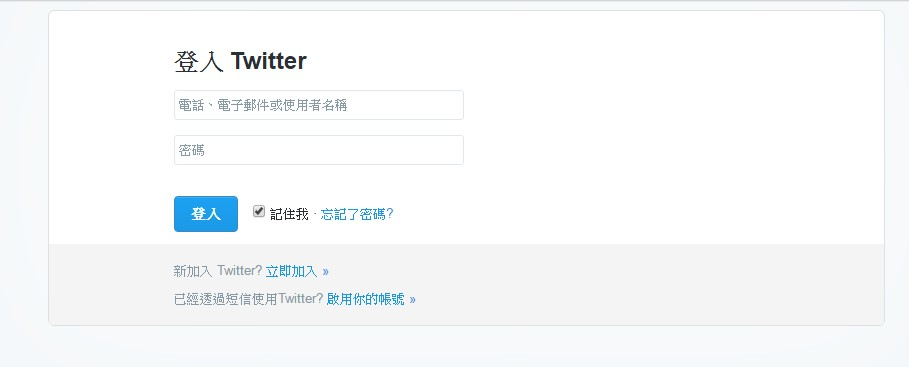 登入 Twitter
電話、電子郵件或使用者名稱
密碼
登入 記住我 · 忘記了密碼?
新加入 Twitter? 立即加入 »
已經透過短信使用Twitter? 啟用你的帳號 »